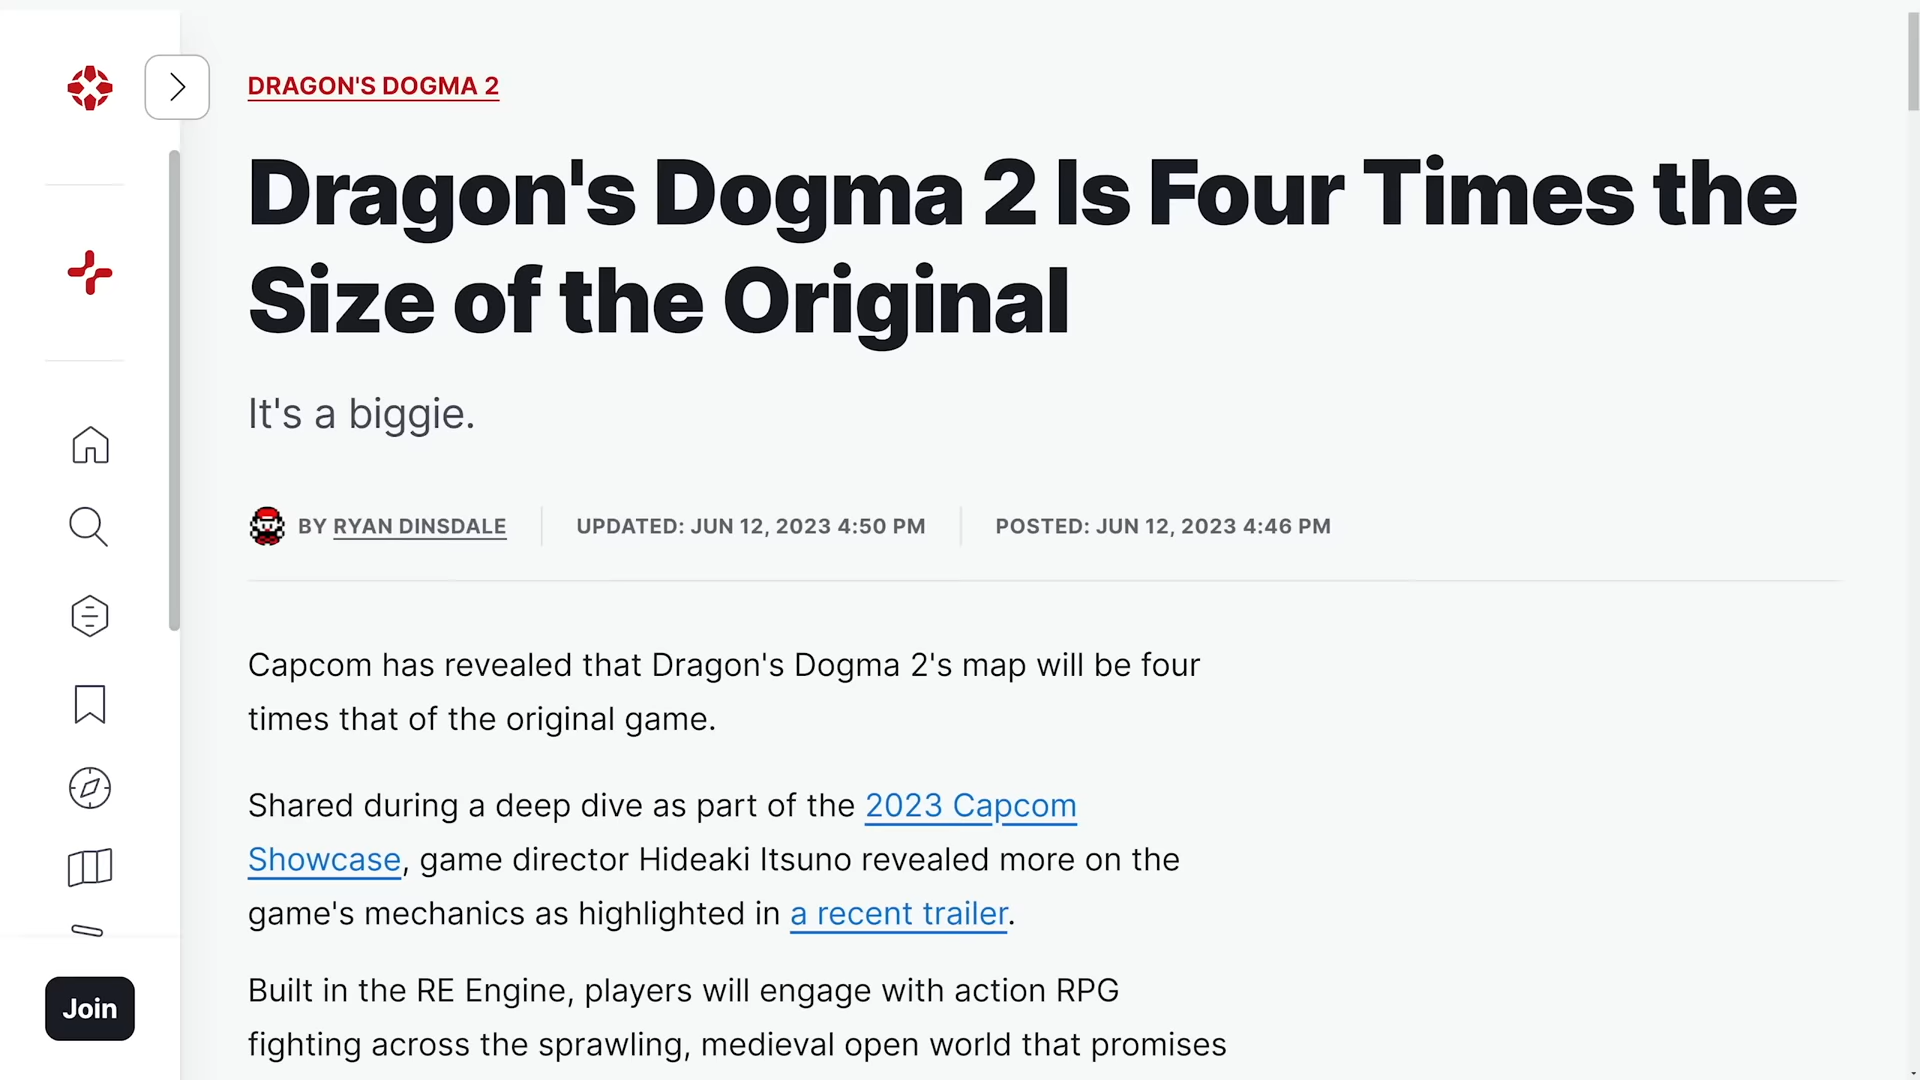 DRAGON'S DOGMA 2
Dragon's Dogma 2 Is Four Times the
Size of the Original
It's a biggie.
BY RYAN DINSDALE
UPDATED: JUN 12, 2023 4:50 PM
POSTED: JUN 12, 2023 4:46 PM
Capcom has revealed that Dragon's Dogma 2's map will be four
times that of the original game.
Shared during a deep dive as part of the 2023 Capcom
Showcase, game director Hideaki Itsuno revealed more on the
game's mechanics as highlighted in a recent trailer.
Built in the RE Engine, players will engage with action RPG
fighting across the sprawling, medieval open world that promises
Join